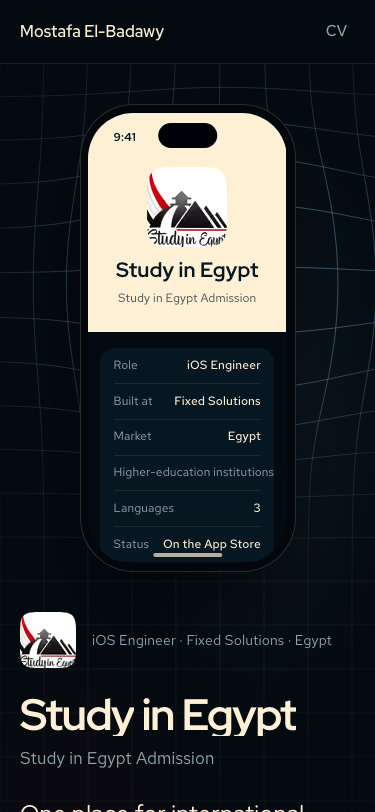 Mostafa El-Badawy
CV
9:41
Study in Egypt
Study in Egypt
Study in Egypt Admission
Role iOS Engineer
Built at Fixed Solutions
Market Egypt
Higher-education institutions
Languages 3
Status On the App Store
Study in Egypt
iOS Engineer · Fixed Solutions · Egypt
Study in Egypt
Study in Egypt Admission
One place for international